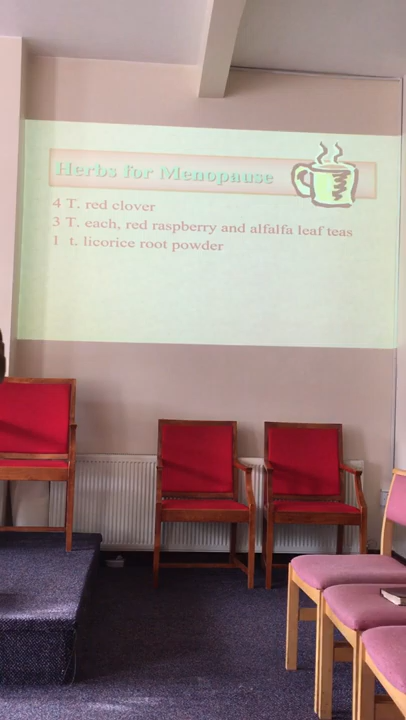 Herbs for Menopause
4 T. red clover
3 T. each, red raspberry and alfalfa leaf teas
1 t. licorice root powder